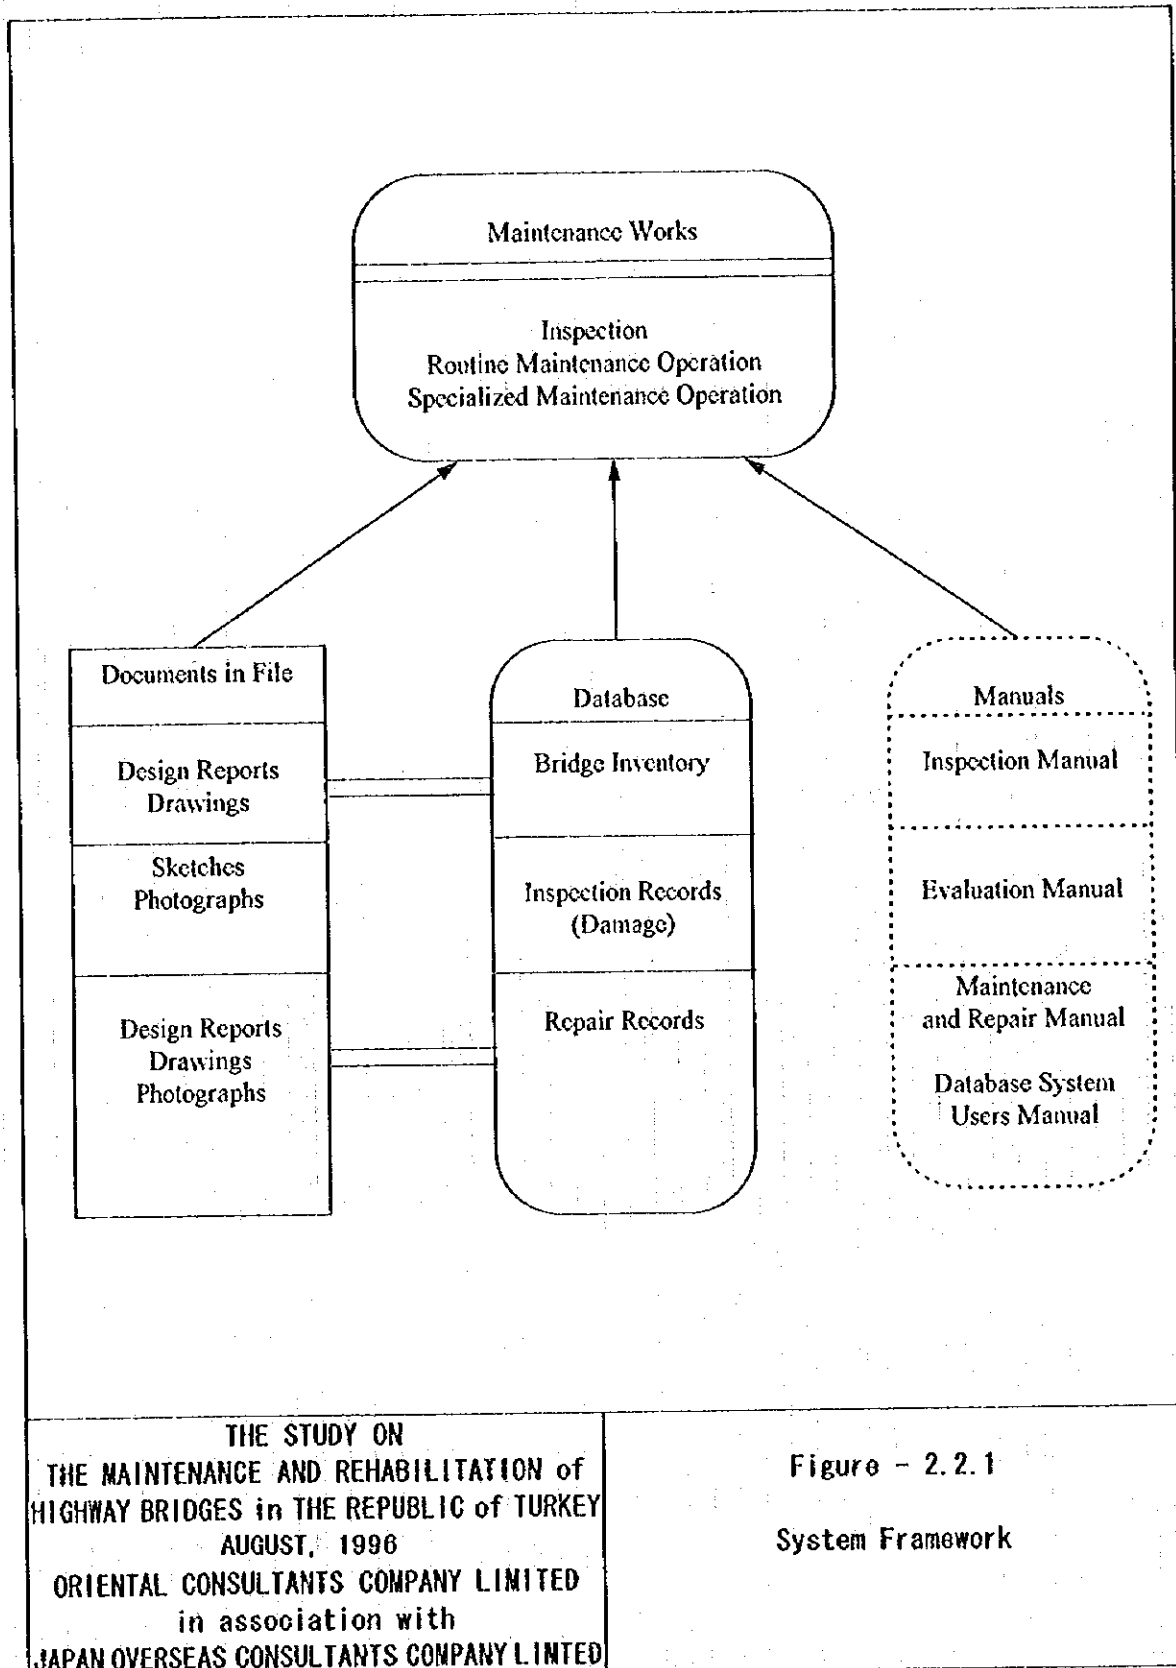 Maintenance Works
Inspection
Routine Maintenance Operation
Specialized Maintenance Operation
Documents in File
Design Reports
Drawings
Sketches
Photographs
Design Reports
Drawings
Photographs
Database
Bridge Inventory
Inspection Records
(Damage)
Repair Records
Manuals
Inspection Manual
Evaluation Manual
Maintenance
and Repair Manual
Database System
Users Manual
THE STUDY ON
THE MAINTENANCE AND REHABILITATION of
HIGHWAY BRIDGES in THE REPUBLIC of TURKEY
AUGUST, 1996
ORIENTAL CONSULTANTS COMPANY LIMITED
in association with
JAPAN OVERSEAS CONSULTANTS COMPANY LIMTED
Figure - 2.2.1
System Framework